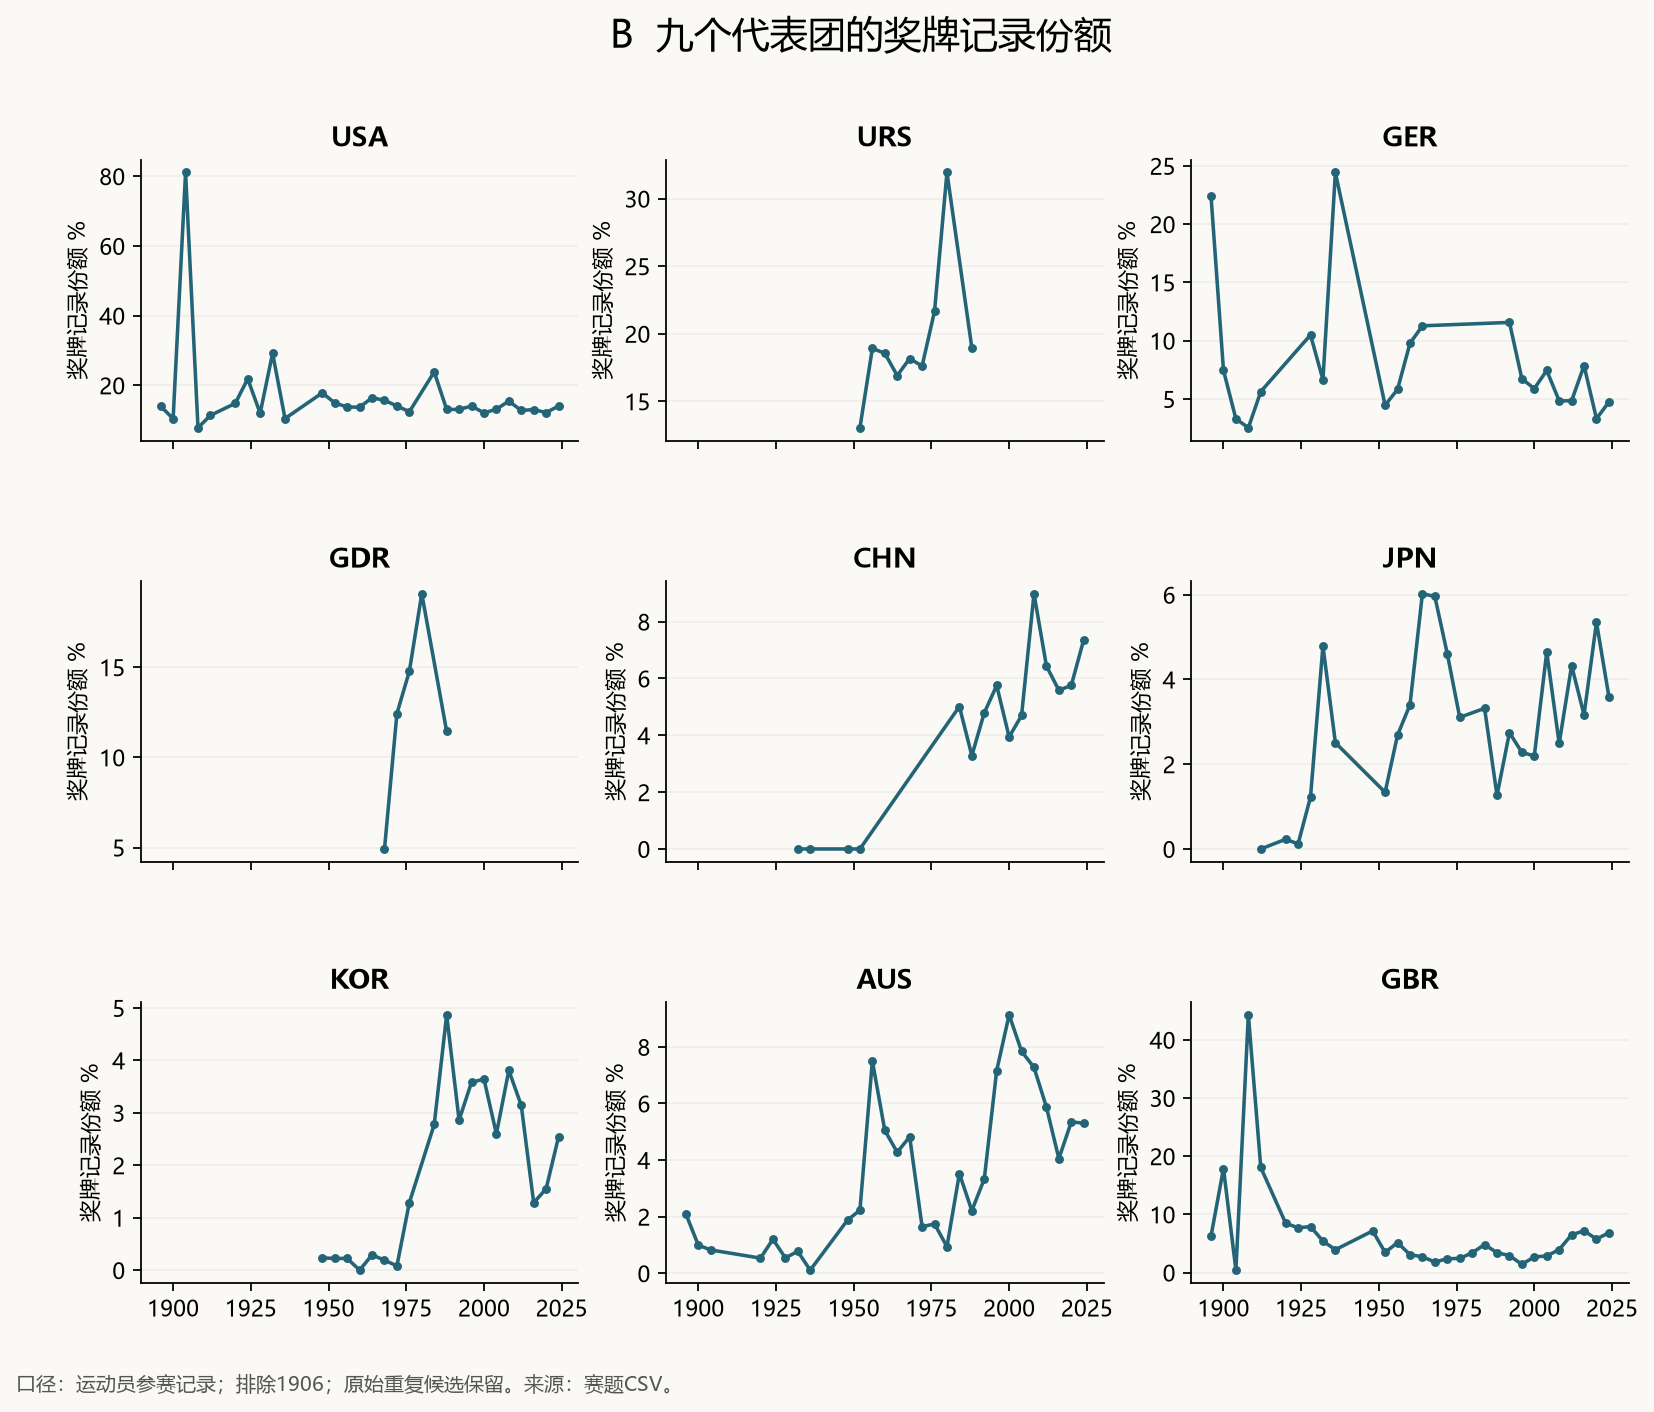 B 九个代表团的奖牌记录份额
USA
奖牌记录份额 %
80
60
40
20
URS
奖牌记录份额 %
30
25
20
15
GER
奖牌记录份额 %
25
20
15
10
5
GDR
奖牌记录份额 %
15
10
5
CHN
奖牌记录份额 %
8
6
4
2
0
JPN
奖牌记录份额 %
6
4
2
0
KOR
奖牌记录份额 %
5
4
3
2
1
0
1900 1925 1950 1975 2000 2025
AUS
奖牌记录份额 %
8
6
4
2
0
1900 1925 1950 1975 2000 2025
GBR
奖牌记录份额 %
40
30
20
10
0
1900 1925 1950 1975 2000 2025
口径：运动员参赛记录；排除1906；原始重复候选保留。来源：赛题CSV。